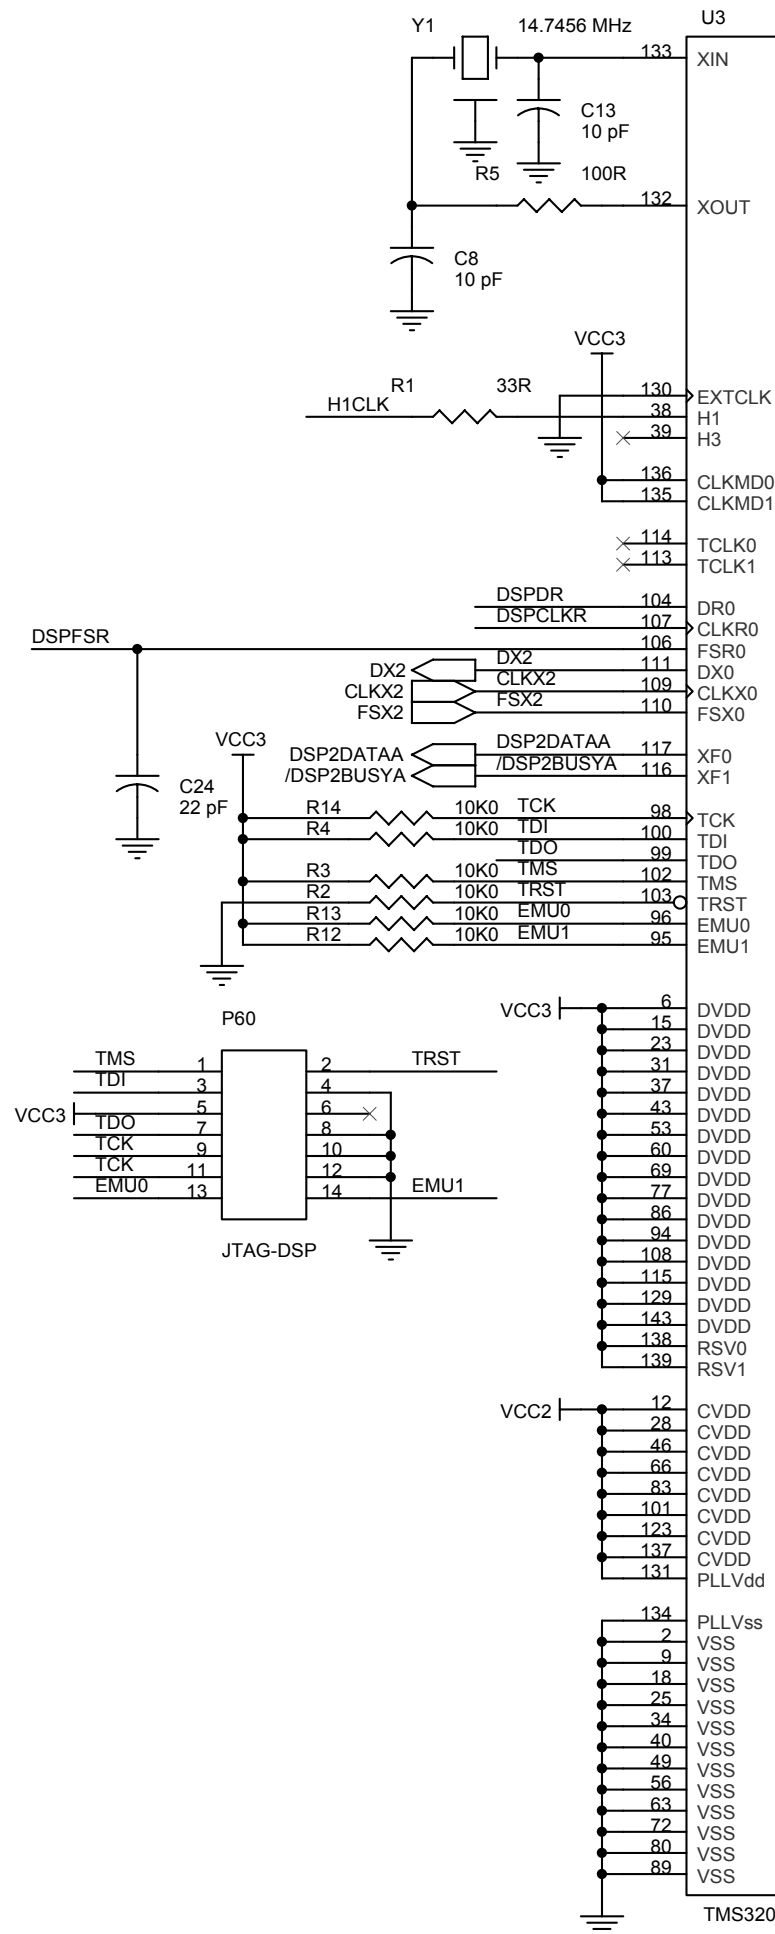 U3
Y1 14.7456 MHz
133 XIN
C13
10 pF
R5 100R
132 XOUT
C8
10 pF
VCC3
R1 33R
130 EXTCLK
H1CLK 38 H1
39 H3
136 CLKMD0
135 CLKMD1
114 TCLK0
113 TCLK1
DSPDR 104 DR0
DSPCLKR 107 CLKR0
DSPFSR 106 FSR0
DX2 DX2 111 DX0
CLKX2 CLKX2 109 CLKX0
FSX2 FSX2 110 FSX0
VCC3
DSP2DATAA DSP2DATAA 117 XF0
/DSP2BUSYA /DSP2BUSYA 116 XF1
C24
22 pF
R14 10K0 TCK 98 TCK
R4 10K0 TDI 100 TDI
TDO 99 TDO
R3 10K0 TMS 102 TMS
R2 10K0 TRST 103 TRST
R13 10K0 EMU0 96 EMU0
R12 10K0 EMU1 95 EMU1
P60
TMS 1 2 TRST
TDI 3 4
VCC3 5 6
TDO 7 8
TCK 9 10
TCK 11 12
EMU0 13 14 EMU1
JTAG-DSP
VCC3 6 DVDD
15 DVDD
23 DVDD
31 DVDD
37 DVDD
43 DVDD
53 DVDD
60 DVDD
69 DVDD
77 DVDD
86 DVDD
94 DVDD
108 DVDD
115 DVDD
129 DVDD
143 DVDD
138 RSV0
139 RSV1
VCC2 12 CVDD
28 CVDD
46 CVDD
66 CVDD
83 CVDD
101 CVDD
123 CVDD
137 CVDD
131 PLLVdd
134 PLLVss
2 VSS
9 VSS
18 VSS
25 VSS
34 VSS
40 VSS
49 VSS
56 VSS
63 VSS
72 VSS
80 VSS
89 VSS
TMS320